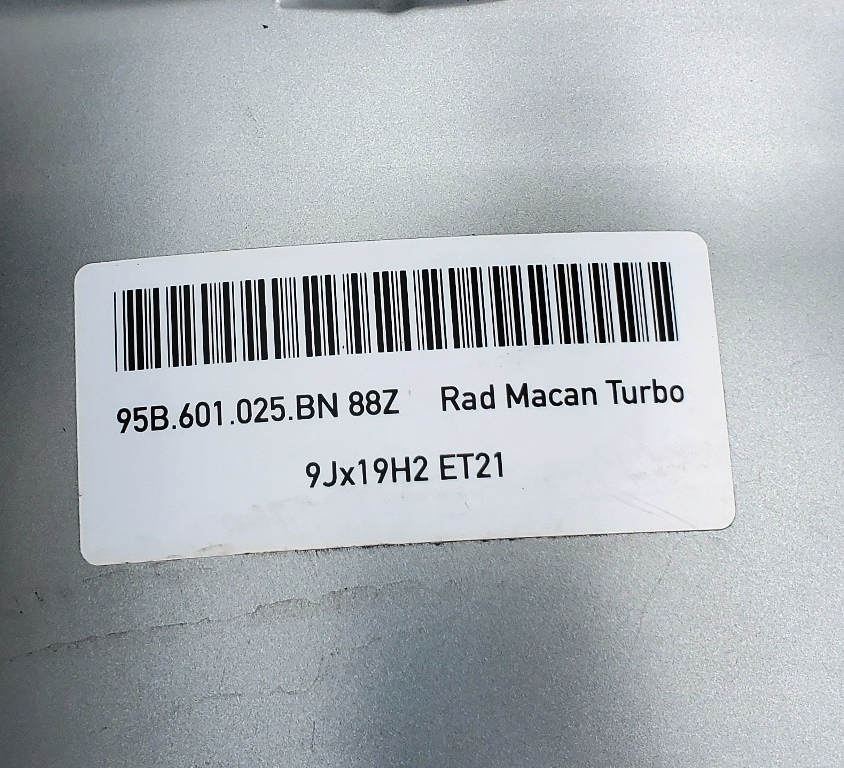 95B.601.025.BN 88Z Rad Macan Turbo
9Jx19H2 ET21